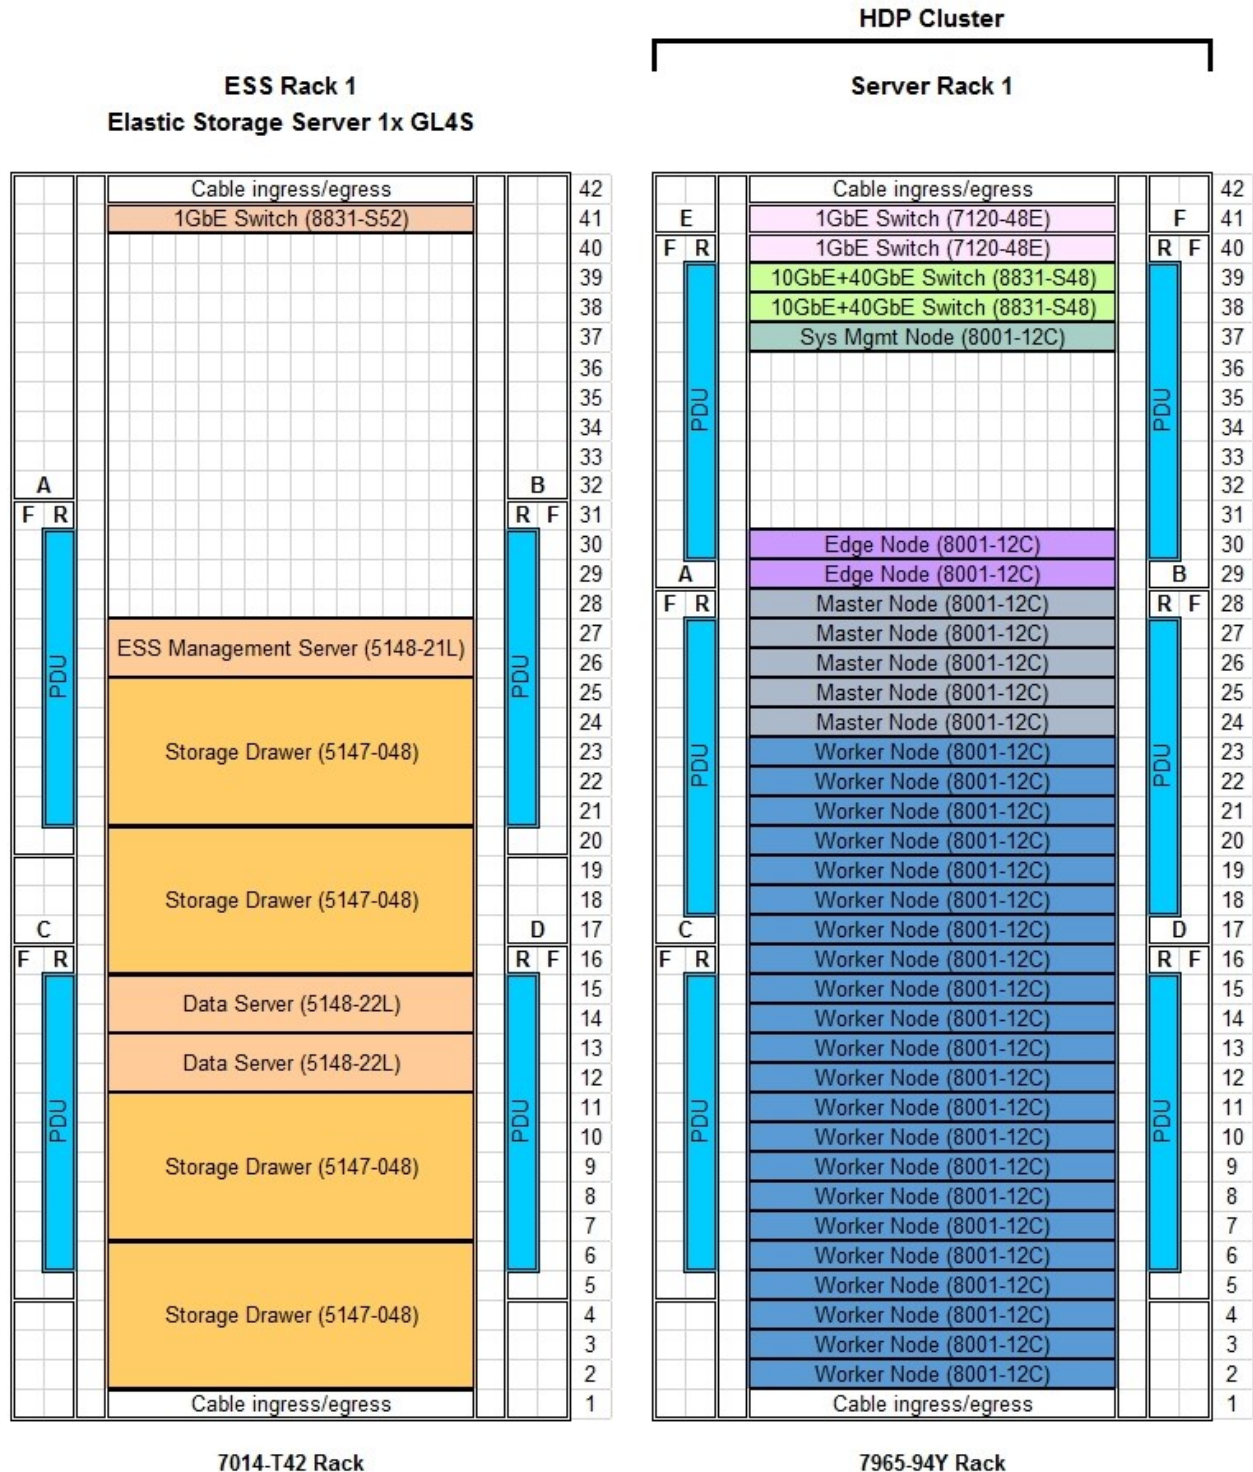 HDP Cluster
ESS Rack 1
Elastic Storage Server 1x GL4S
Server Rack 1
Cable ingress/egress 42 Cable ingress/egress 42
1GbE Switch (8831-S52) 41 E 1GbE Switch (7120-48E) F 41
40 F R 1GbE Switch (7120-48E) R F 40
39 10GbE+40GbE Switch (8831-S48) 39
38 10GbE+40GbE Switch (8831-S48) 38
37 Sys Mgmt Node (8001-12C) 37
36 36
35 35
34 PDU PDU 34
33 33
A B 32 32
F R R F 31 31
30 Edge Node (8001-12C) 30
29 A Edge Node (8001-12C) B 29
28 F R Master Node (8001-12C) R F 28
27 Master Node (8001-12C) 27
ESS Management Server (5148-21L)
26 Master Node (8001-12C) 26
PDU PDU 25 Master Node (8001-12C) 25
24 Master Node (8001-12C) 24
Storage Drawer (5147-048) 23 PDU Worker Node (8001-12C) PDU 23
22 Worker Node (8001-12C) 22
21 Worker Node (8001-12C) 21
20 Worker Node (8001-12C) 20
19 Worker Node (8001-12C) 19
Storage Drawer (5147-048) 18 Worker Node (8001-12C) 18
C D 17 C Worker Node (8001-12C) D 17
F R R F 16 F R Worker Node (8001-12C) R F 16
15 Worker Node (8001-12C) 15
Data Server (5148-22L)
14 Worker Node (8001-12C) 14
13 Worker Node (8001-12C) 13
Data Server (5148-22L)
12 Worker Node (8001-12C) 12
11 Worker Node (8001-12C) 11
PDU PDU 10 PDU Worker Node (8001-12C) PDU 10
Storage Drawer (5147-048) 9 Worker Node (8001-12C) 9
8 Worker Node (8001-12C) 8
7 Worker Node (8001-12C) 7
6 Worker Node (8001-12C) 6
5 Worker Node (8001-12C) 5
Storage Drawer (5147-048) 4 Worker Node (8001-12C) 4
3 Worker Node (8001-12C) 3
2 Worker Node (8001-12C) 2
Cable ingress/egress 1 Cable ingress/egress 1
7014-T42 Rack 7965-94Y Rack